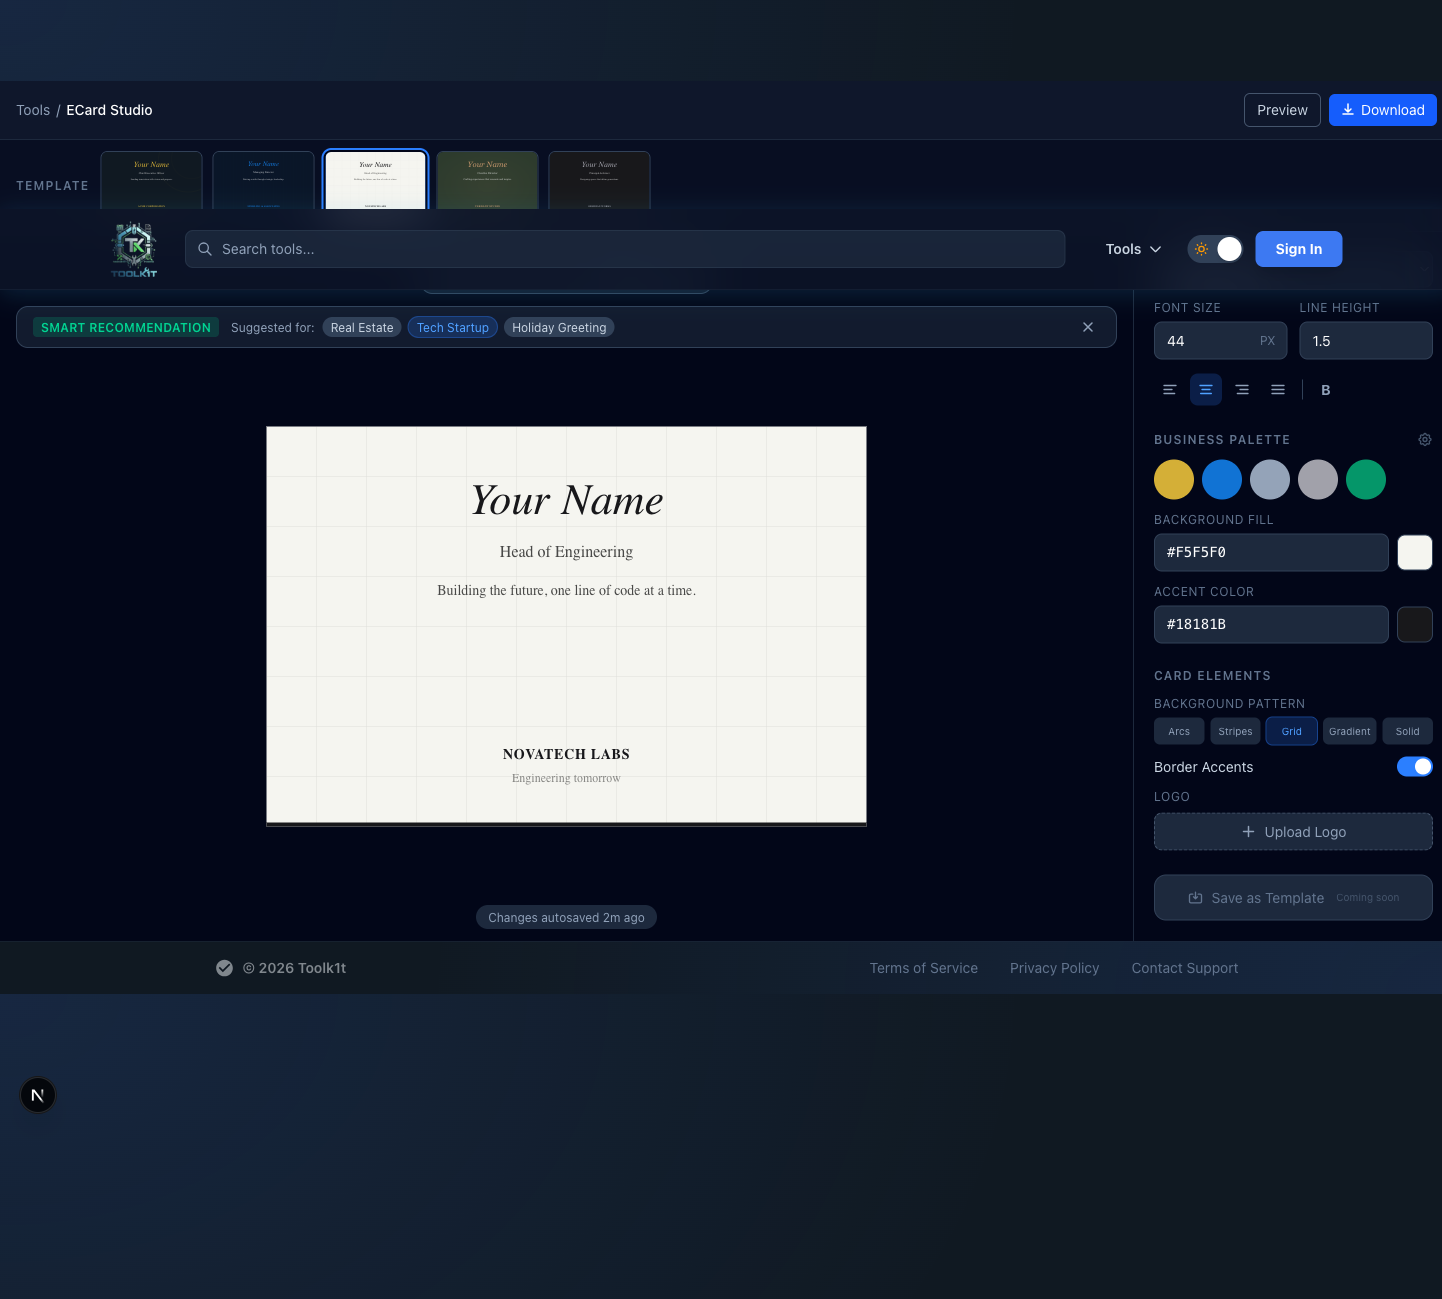 Tools / ECard Studio
Preview
Download
TEMPLATE
Your Name
Your Name
Your Name
Your Name
Your Name
TOOLK1T
Search tools...
Tools
Sign In
SMART RECOMMENDATION Suggested for: Real Estate Tech Startup Holiday Greeting
Your Name
Head of Engineering
Building the future, one line of code at a time.
NOVATECH LABS
Engineering tomorrow
Changes autosaved 2m ago
FONT SIZE LINE HEIGHT
44 PX 1.5
B
BUSINESS PALETTE
BACKGROUND FILL
#F5F5F0
ACCENT COLOR
#18181B
CARD ELEMENTS
BACKGROUND PATTERN
Arcs Stripes Grid Gradient Solid
Border Accents
LOGO
Upload Logo
Save as Template Coming soon
© 2026 Toolk1t
Terms of Service Privacy Policy Contact Support
N